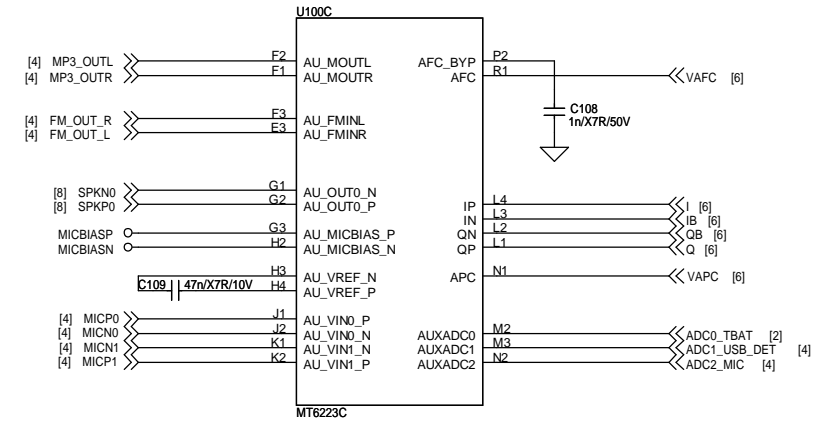 U100C
[4] MP3_OUTL F2 AU_MOUTL AFC_BYP P2
[4] MP3_OUTR F1 AU_MOUTR AFC R1 VAFC [6]
C108
1n/X7R/50V
[4] FM_OUT_R F3 AU_FMINL
[4] FM_OUT_L E3 AU_FMINR
[8] SPKN0 G1 AU_OUT0_N
[8] SPKP0 G2 AU_OUT0_P IP L4 I [6]
IN L3 IB [6]
MICBIASP G3 AU_MICBIAS_P QN L2 QB [6]
MICBIASN H2 AU_MICBIAS_N QP L1 Q [6]
H3 AU_VREF_N APC N1 VAPC [6]
C109 47n/X7R/10V H4 AU_VREF_P
[4] MICP0 J1 AU_VIN0_P
[4] MICN0 J2 AU_VIN0_N AUXADC0 M2 ADC0_TBAT [2]
[4] MICN1 K1 AU_VIN1_N AUXADC1 M3 ADC1_USB_DET [4]
[4] MICP1 K2 AU_VIN1_P AUXADC2 N2 ADC2_MIC [4]
MT6223C